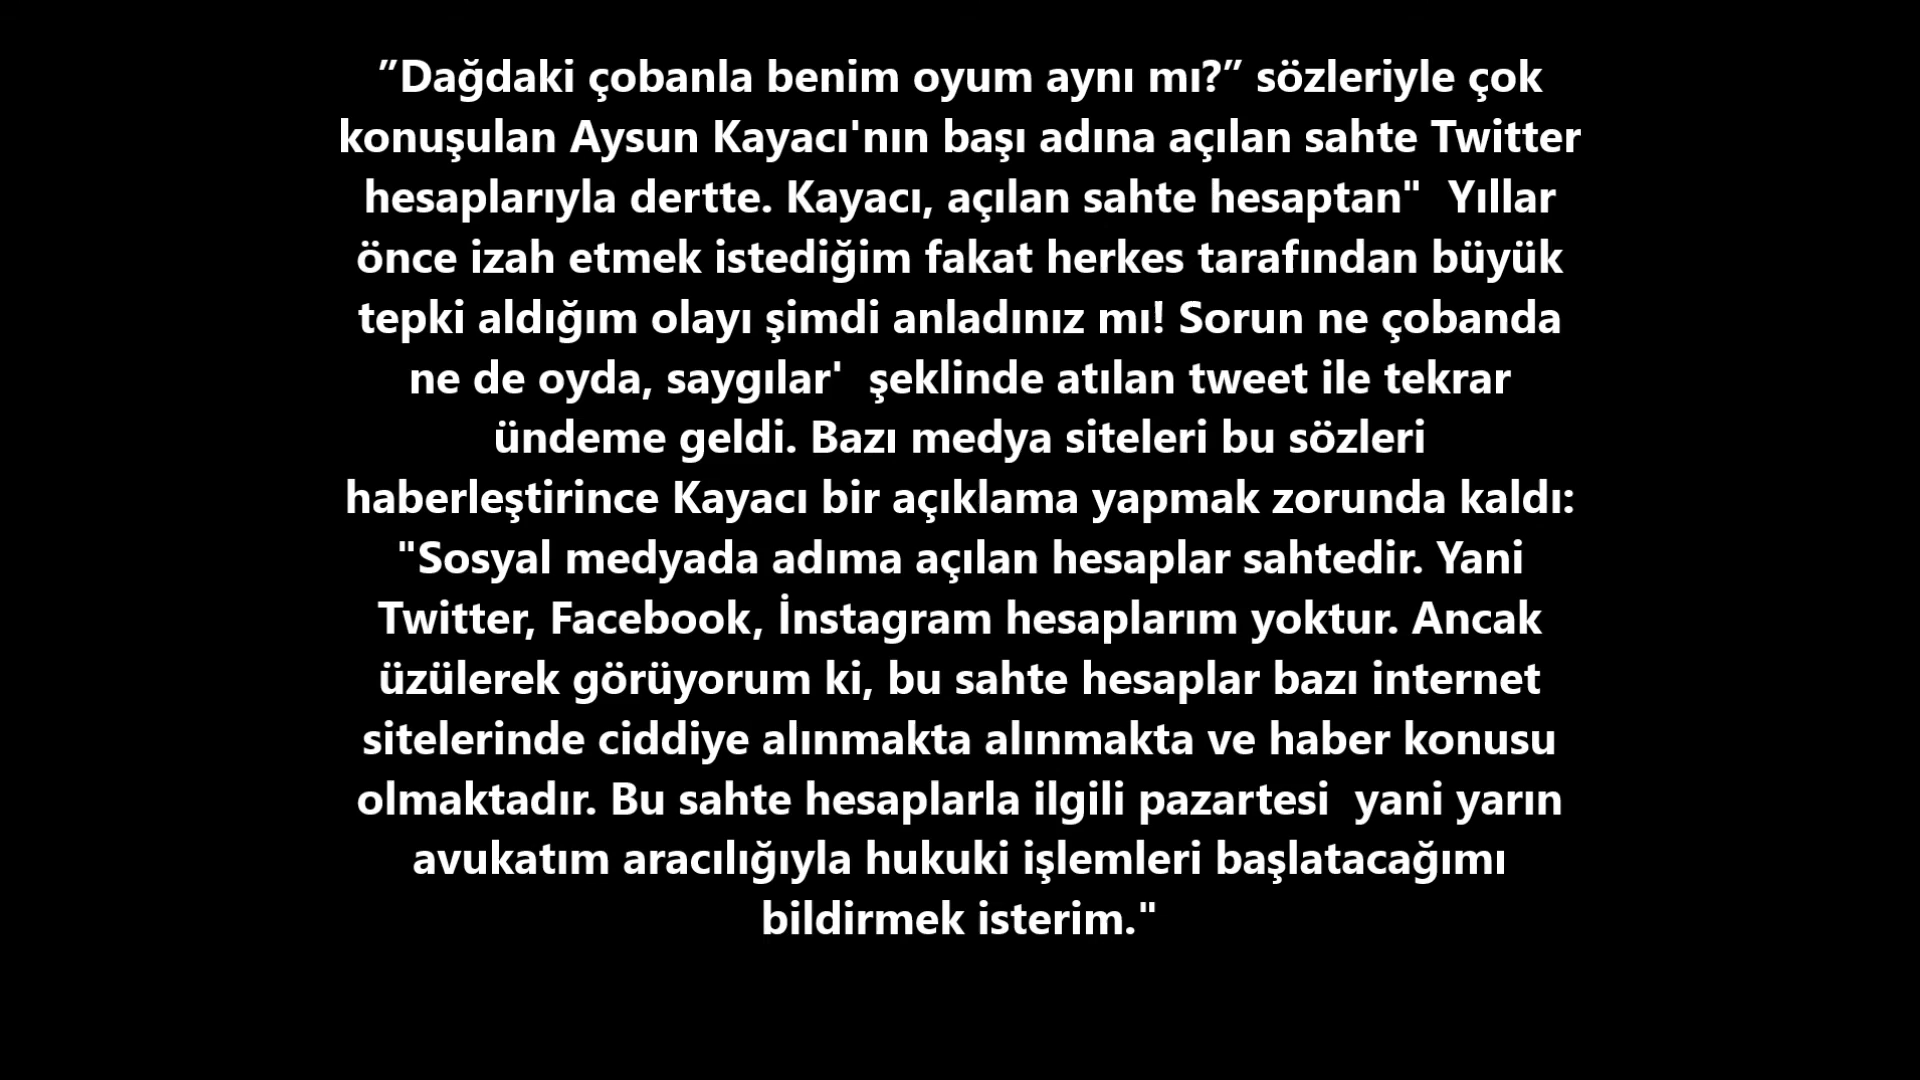 ”Dağdaki çobanla benim oyum aynı mı?” sözleriyle çok
konuşulan Aysun Kayacı'nın başı adına açılan sahte Twitter
hesaplarıyla dertte. Kayacı, açılan sahte hesaptan"  Yıllar
önce izah etmek istediğim fakat herkes tarafından büyük
tepki aldığım olayı şimdi anladınız mı! Sorun ne çobanda
ne de oyda, saygılar'  şeklinde atılan tweet ile tekrar
ündeme geldi. Bazı medya siteleri bu sözleri
haberleştirince Kayacı bir açıklama yapmak zorunda kaldı:
"Sosyal medyada adıma açılan hesaplar sahtedir. Yani
Twitter, Facebook, İnstagram hesaplarım yoktur. Ancak
üzülerek görüyorum ki, bu sahte hesaplar bazı internet
sitelerinde ciddiye alınmakta alınmakta ve haber konusu
olmaktadır. Bu sahte hesaplarla ilgili pazartesi  yani yarın
avukatım aracılığıyla hukuki işlemleri başlatacağımı
bildirmek isterim."